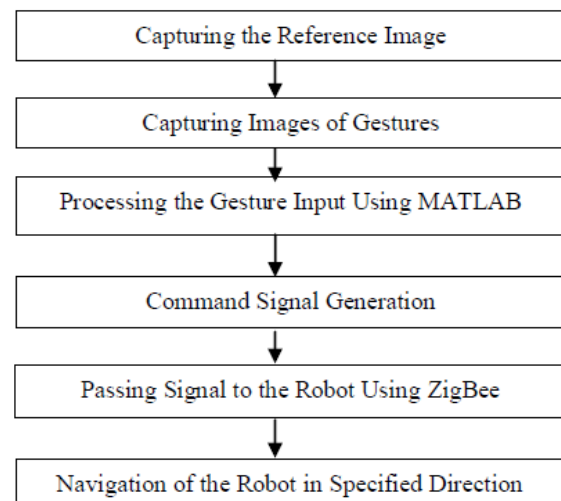 Capturing the Reference Image
Capturing Images of Gestures
Processing the Gesture Input Using MATLAB
Command Signal Generation
Passing Signal to the Robot Using ZigBee
Navigation of the Robot in Specified Direction